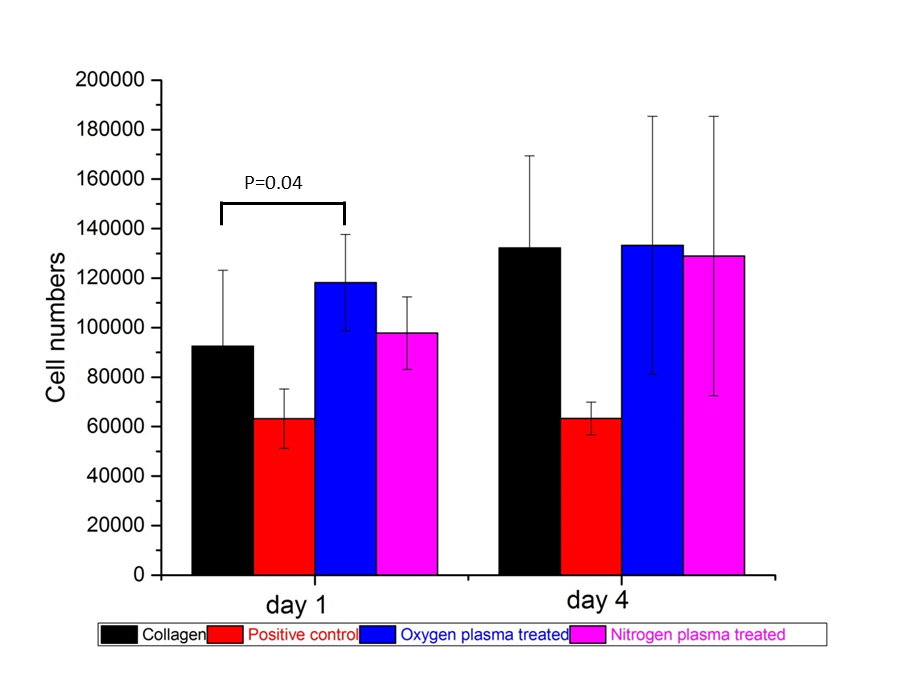 200000
180000
160000
P=0.04
140000
120000
100000
80000
60000
40000
20000
0
Cell numbers
day 1
day 4
Collagen
Positive control
Oxygen plasma treated
Nitrogen plasma treated